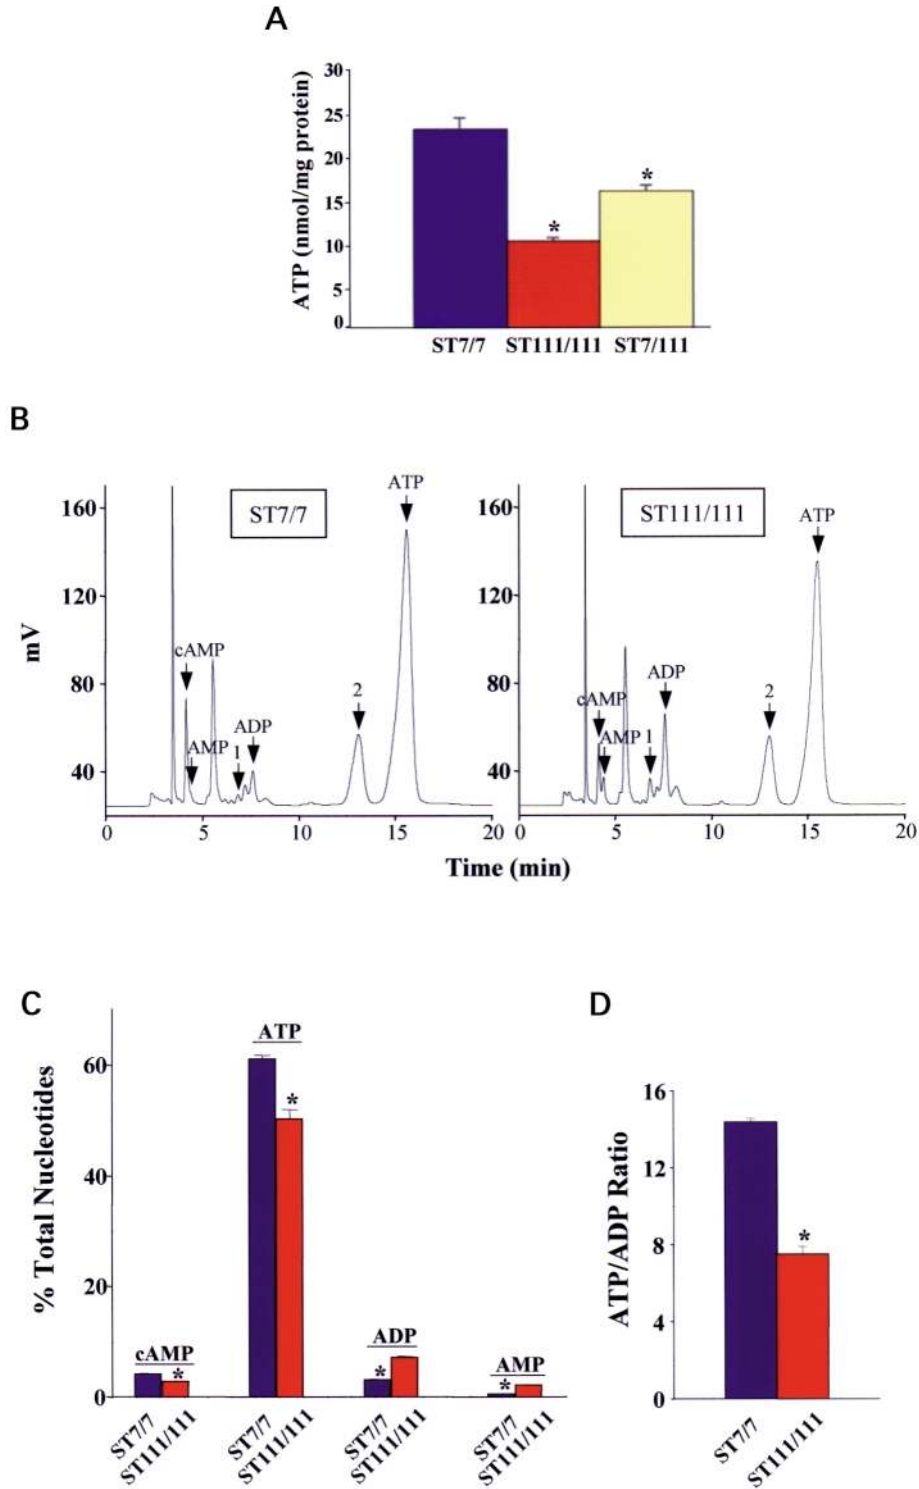 A
30
25
20
15
10
5
0
ATP (nmol/mg protein)
*
*
ST7/7 ST111/111 ST7/111
B
ATP
160
ST7/7
120
mV
cAMP
80
2
AMP 1 ADP
40
0 5 10 15 20
160
ST111/111
ATP
120
ADP
80
cAMP
2
AMP 1
40
0 5 10 15 20
Time (min)
C
% Total Nucleotides
60
40
20
0
ATP
*
cAMP
*
ADP
*
AMP
*
ST7/7
ST111/111
ST7/7
ST111/111
ST7/7
ST111/111
ST7/7
ST111/111
D
ATP/ADP Ratio
16
12
8
4
0
*
ST7/7
ST111/111